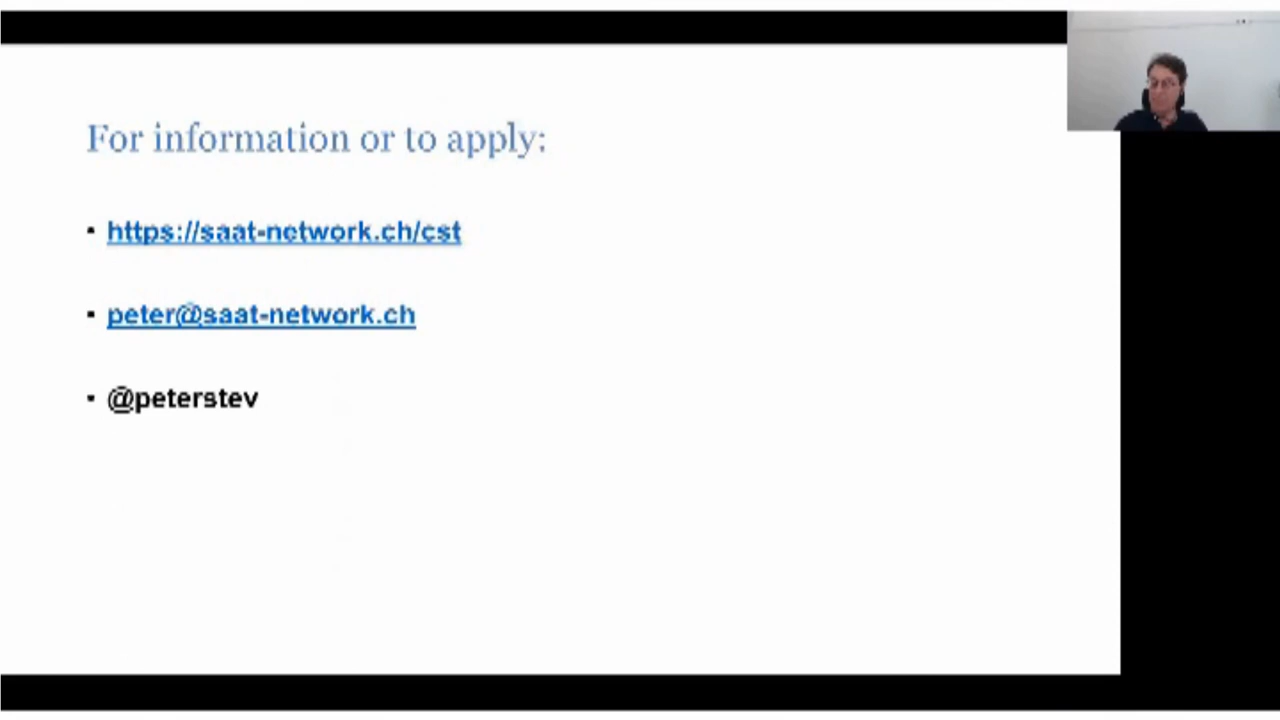 For information or to apply:
https://saat-network.ch/cst
peter@saat-network.ch
@peterstev